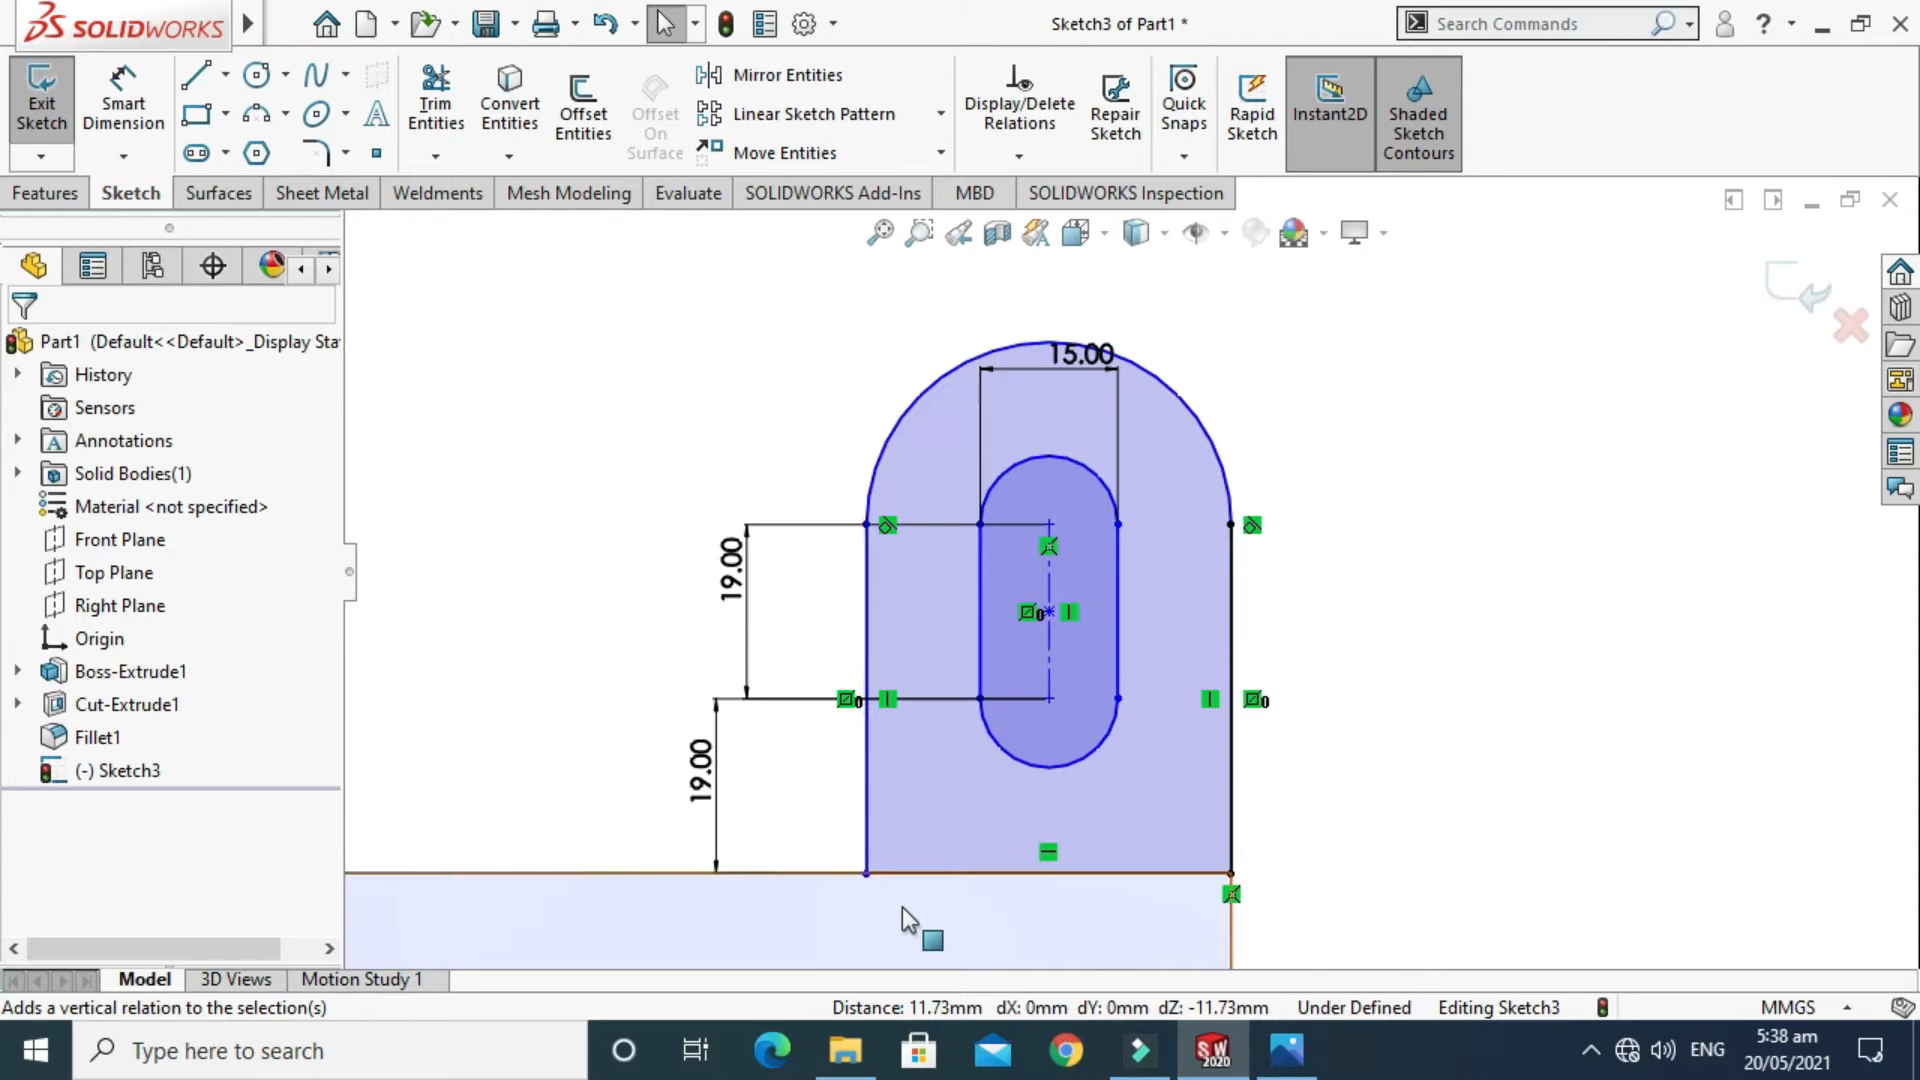 SOLIDWORKS
Sketch3 of Part1 *
Search Commands
?
Exit Sketch
Smart Dimension
Trim Entities
Convert Entities
Offset Entities
Offset On Surface
Mirror Entities
Linear Sketch Pattern
Move Entities
Display/Delete Relations
Repair Sketch
Quick Snaps
Rapid Sketch
Instant2D
Shaded Sketch Contours
Features
Sketch
Surfaces
Sheet Metal
Weldments
Mesh Modeling
Evaluate
SOLIDWORKS Add-Ins
MBD
SOLIDWORKS Inspection
Part1 (Default<<Default>_Display Sta
History
Sensors
Annotations
Solid Bodies(1)
Material <not specified>
Front Plane
Top Plane
Right Plane
Origin
Boss-Extrude1
Cut-Extrude1
Fillet1
(-) Sketch3
15.00
19.00
19.00
Model
3D Views
Motion Study 1
Adds a vertical relation to the selection(s)
Distance: 11.73mm dX: 0mm dY: 0mm dZ: -11.73mm
Under Defined
Editing Sketch3
MMGS
Type here to search
SW 2020
ENG
5:38 am
20/05/2021